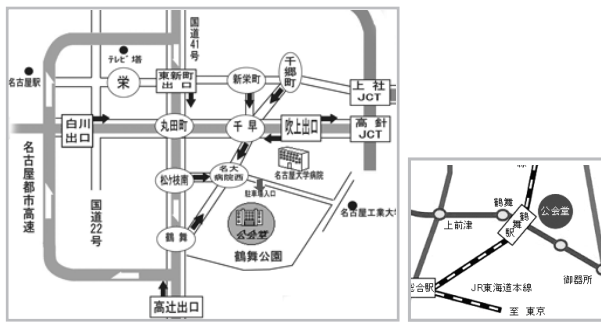 国道41号
テレビ塔
名古屋駅
栄
東新町
出口
新栄町
千郷町
上社
JCT
白川
出口
丸田町
千早
吹上出口
高針
JCT
名古屋都市高速
国道22号
松ヶ枝南
名大
病院西
名古屋大学病院
駐車場入口
公会堂
名古屋工業大学
鶴舞
鶴舞公園
高辻出口
上前津
鶴舞
鶴舞駅
公会堂
御器所
総合駅
JR東海道本線
至 東京